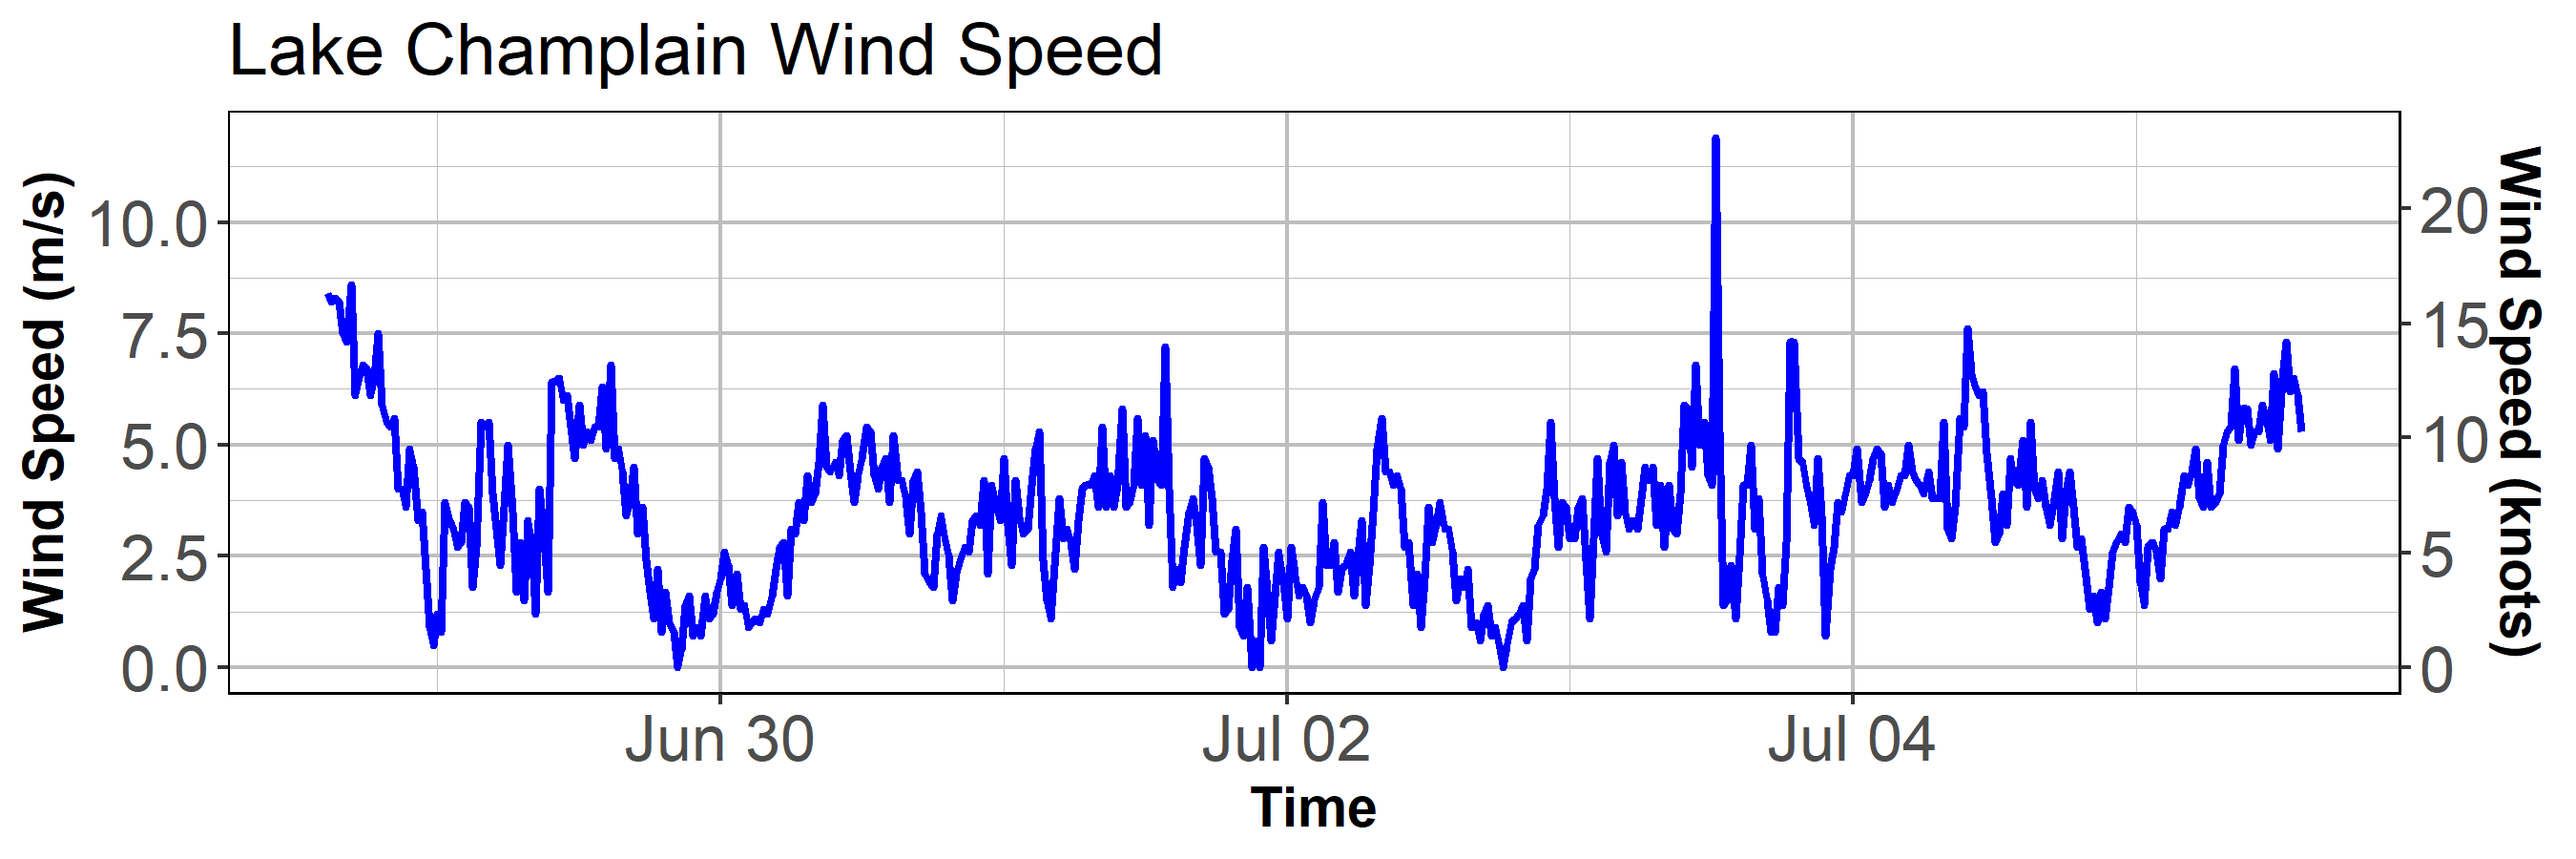 Lake Champlain Wind Speed
Wind Speed (m/s)
10.0
7.5
5.0
2.5
0.0
20
15
10
5
0
Wind Speed (knots)
Jun 30
Jul 02
Jul 04
Time